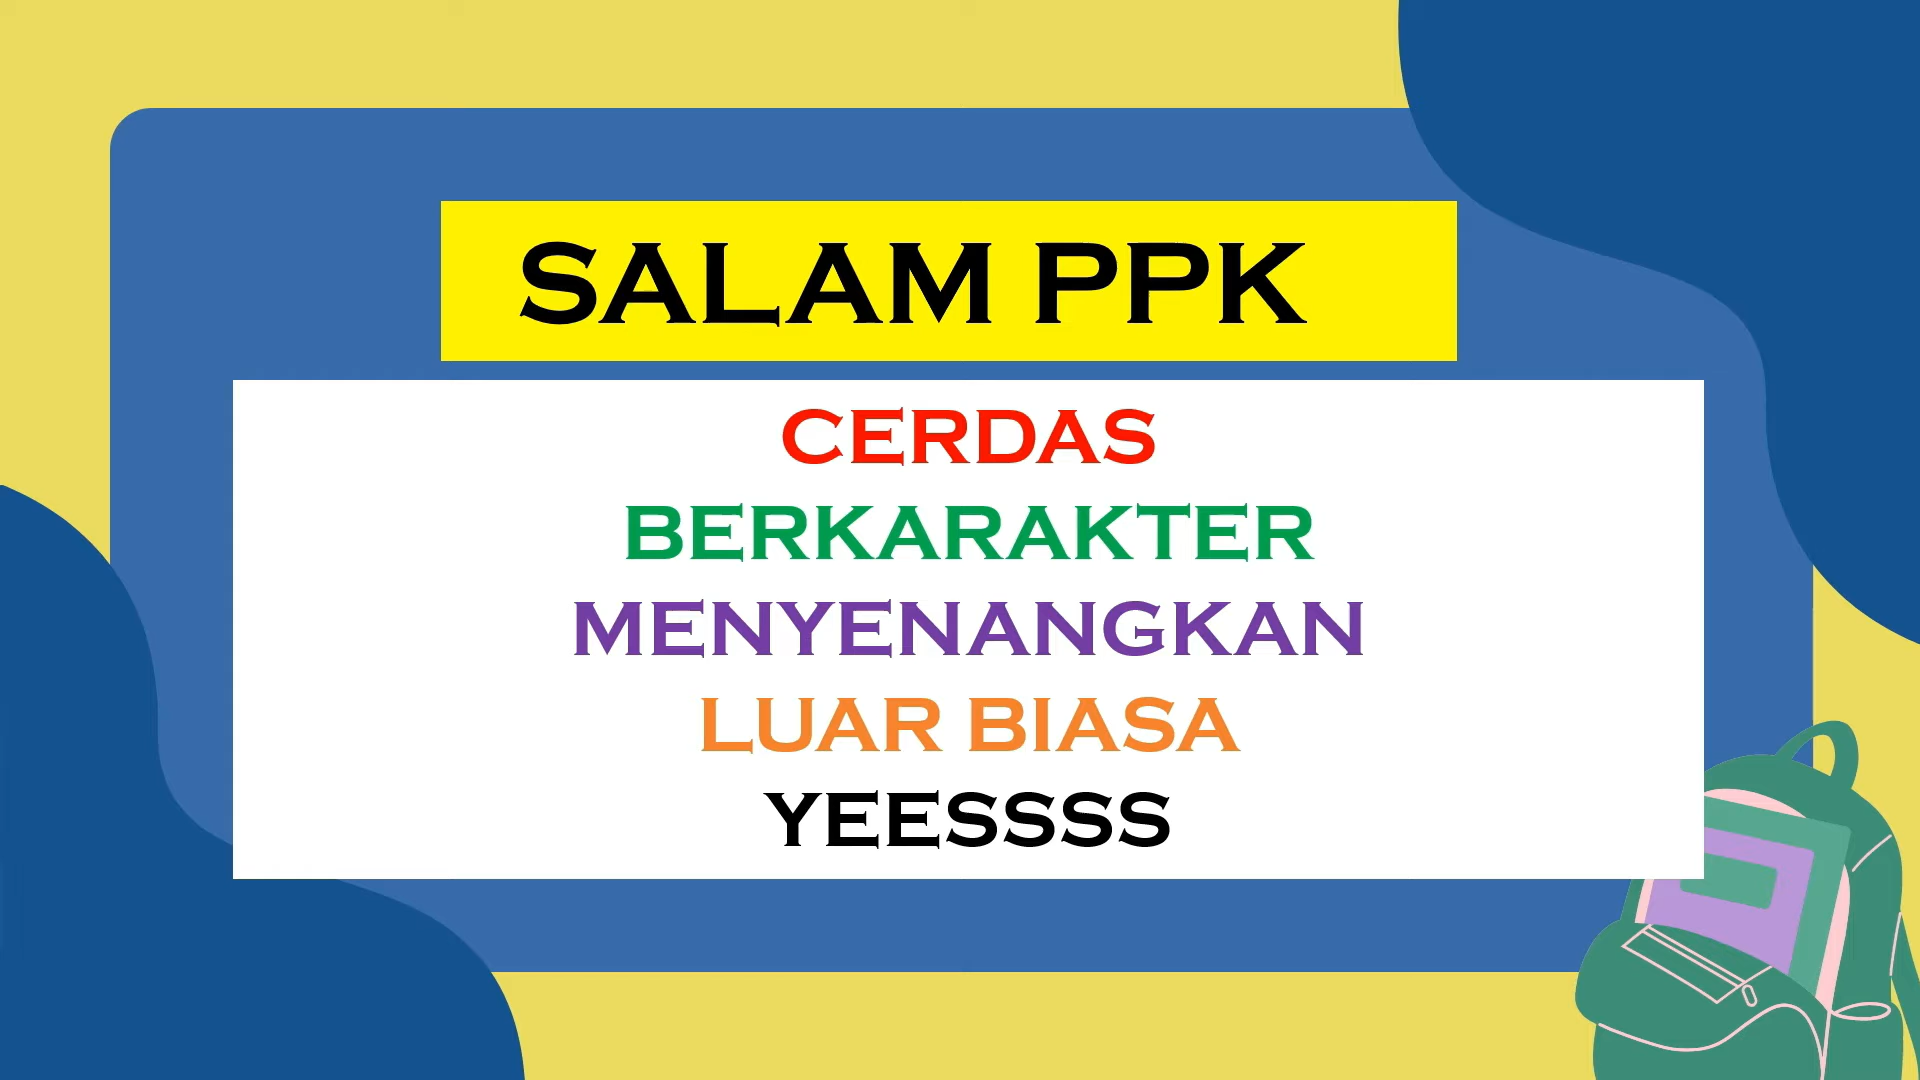 SALAM PPK
CERDAS
BERKARAKTER
MENYENANGKAN
LUAR BIASA
YEESSSS